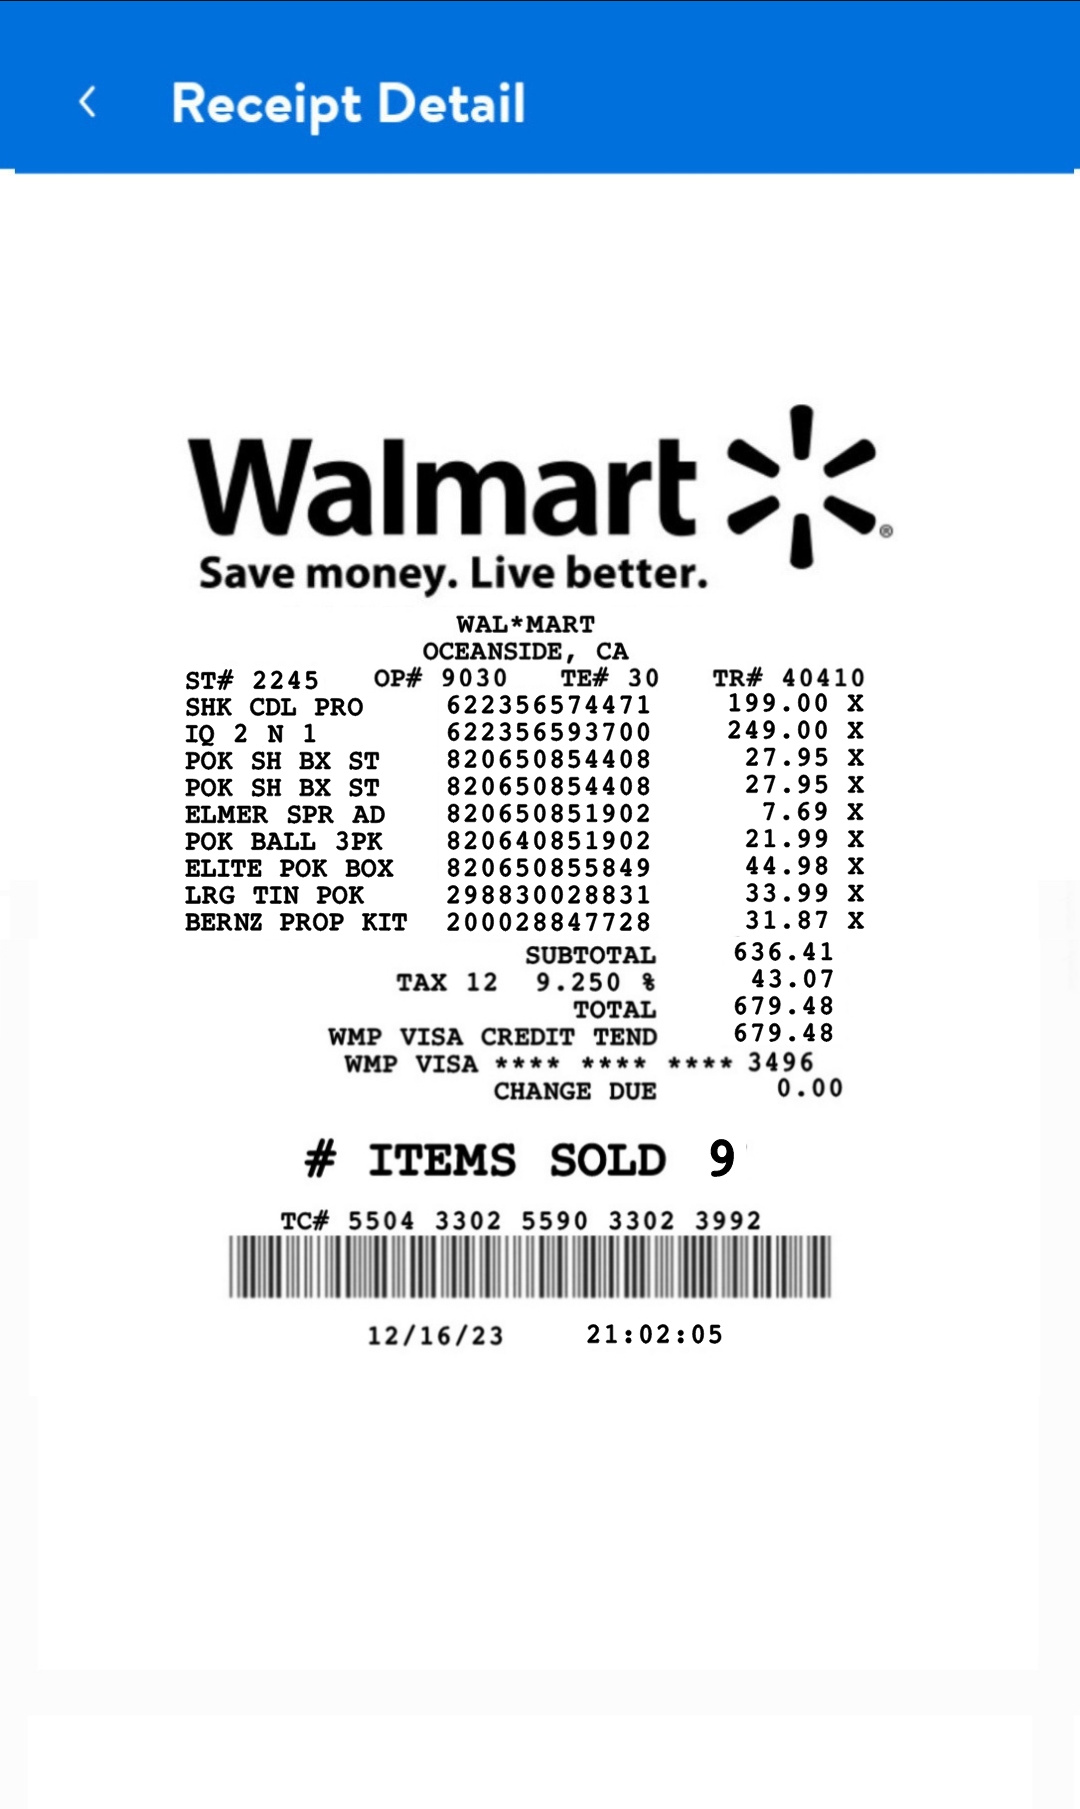 Receipt Detail
Walmart
®
Save money. Live better.
WAL*MART
OCEANSIDE, CA
ST# 2245 OP# 9030 TE# 30 TR# 40410
SHK CDL PRO 622356574471 199.00 X
IQ 2 N 1 622356593700 249.00 X
POK SH BX ST 820650854408 27.95 X
POK SH BX ST 820650854408 27.95 X
ELMER SPR AD 820650851902 7.69 X
POK BALL 3PK 820640851902 21.99 X
ELITE POK BOX 820650855849 44.98 X
LRG TIN POK 298830028831 33.99 X
BERNZ PROP KIT 200028847728 31.87 X
SUBTOTAL 636.41
TAX 12 9.250 % 43.07
TOTAL 679.48
WMP VISA CREDIT TEND 679.48
WMP VISA **** **** **** 3496
CHANGE DUE 0.00
# ITEMS SOLD 9
TC# 5504 3302 5590 3302 3992
12/16/23 21:02:05